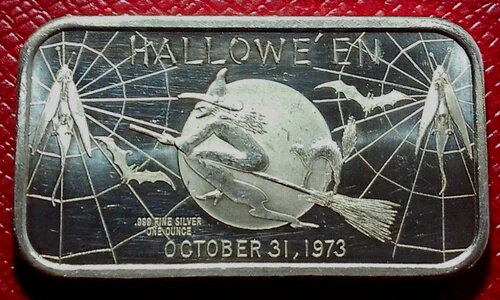 HALLOWE'EN
.999 FINE SILVER
ONE OUNCE
OCTOBER 31, 1973